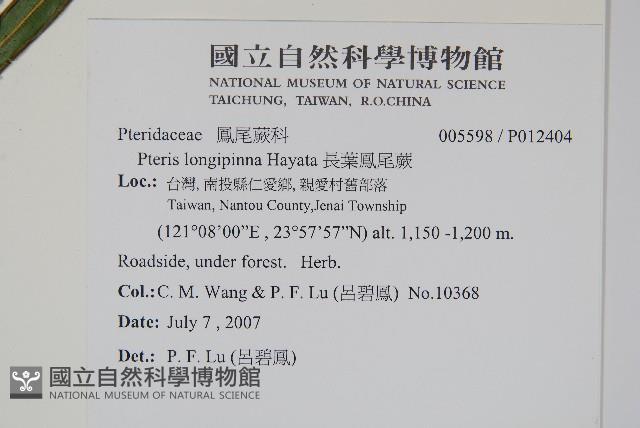 國立自然科學博物館
NATIONAL MUSEUM OF NATURAL SCIENCE
TAICHUNG, TAIWAN, R.O.CHINA
Pteridaceae 鳳尾蕨科 005598 / P012404
Pteris longipinna Hayata 長葉鳳尾蕨
Loc.: 台灣, 南投縣仁愛鄉, 親愛村舊部落
Taiwan, Nantou County,Jenai Township
(121°08’00”E , 23°57’57”N) alt. 1,150 -1,200 m.
Roadside, under forest. Herb.
Col.: C. M. Wang & P. F. Lu (呂碧鳳) No.10368
Date: July 7 , 2007
Det.: P. F. Lu (呂碧鳳)
國立自然科學博物館
NATIONAL MUSEUM OF NATURAL SCIENCE